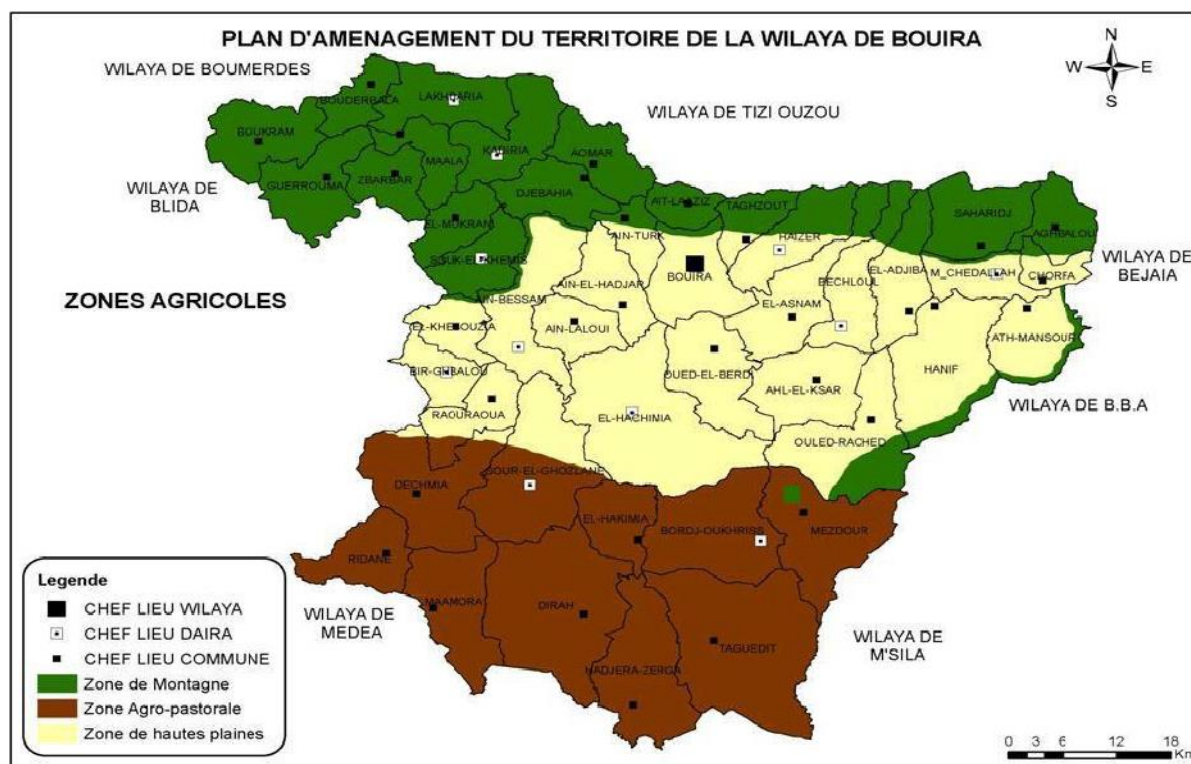 PLAN D'AMENAGEMENT DU TERRITOIRE DE LA WILAYA DE BOUIRA
N
W
E
S
WILAYA DE BOUMERDES
WILAYA DE TIZI OUZOU
WILAYA DE
BLIDA
WILAYA DE
BEJAIA
ZONES AGRICOLES
WILAYA DE B.B.A
WILAYA DE
MEDEA
WILAYA DE
M'SILA
BOUDERBALA
LAKHDARIA
BOUKRAM
GUERROUMA
ZBARBAR
MAALA
KADIRIA
AOMAR
DJEBAHIA
EL-MOKRANI
SOUK-EL-KHEMIS
AIT-LAAZIZ
TAGHZOUT
SAHARIDJ
AGHBALOU
AIN-TURK
HAIZER
BOUIRA
BECHLOUL
EL-ADJIBA
M_CHEDALLAH
CHORFA
AIN-EL-HADJAR
AIN-BESSAM
EL-ASNAM
AIN-LALOUI
EL-KHEBOUZIA
ATH-MANSOUR
BIR-GHBALOU
OUED-EL-BERDI
HANIF
AHL-EL-KSAR
RAOURAOUA
EL-HACHIMIA
OULED-RACHED
SOUR-EL-GHOZLANE
DECHMIA
EL-HAKIMIA
BORDJ-OUKHRISS
MEZDOUR
RIDANE
MAAMORA
DIRAH
TAGUEDIT
HADJERA-ZERGA
Legende
CHEF LIEU WILAYA
CHEF LIEU DAIRA
CHEF LIEU COMMUNE
Zone de Montagne
Zone Agro-pastorale
Zone de hautes plaines
0 3 6 12 18
Km